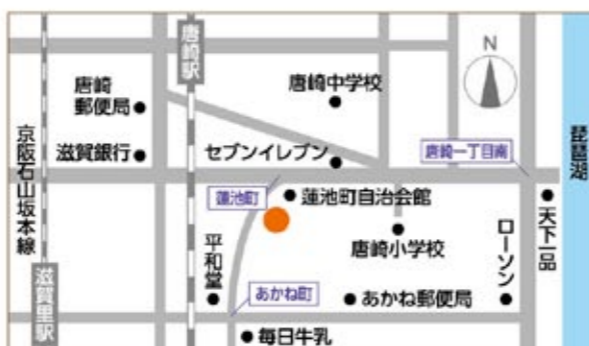 唐崎駅
N
唐崎
郵便局
唐崎中学校
滋賀銀行
セブンイレブン
唐崎一丁目南
琵琶湖
京阪石山坂本線
蓮池町
蓮池町自治会館
天下一品
唐崎小学校
平和堂
ローソン
滋賀里駅
あかね町
あかね郵便局
毎日牛乳